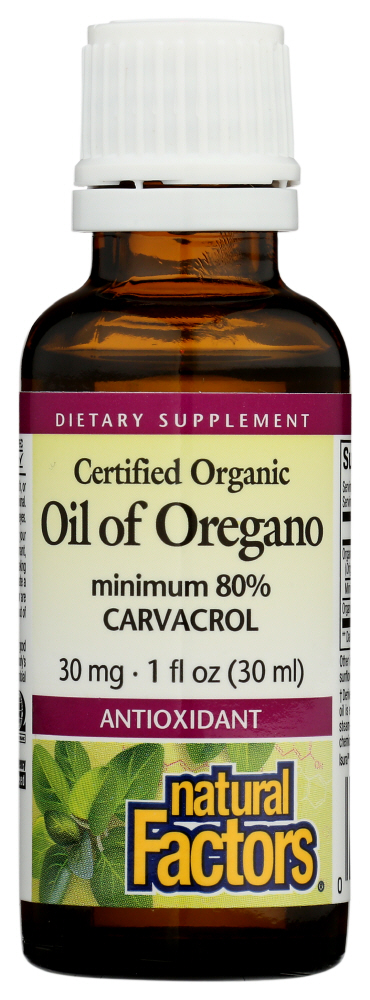 DIETARY SUPPLEMENT
Certified Organic
Oil of Oregano
minimum 80%
CARVACROL
30 mg · 1 fl oz (30 ml)
ANTIOXIDANT
natural
Factors®